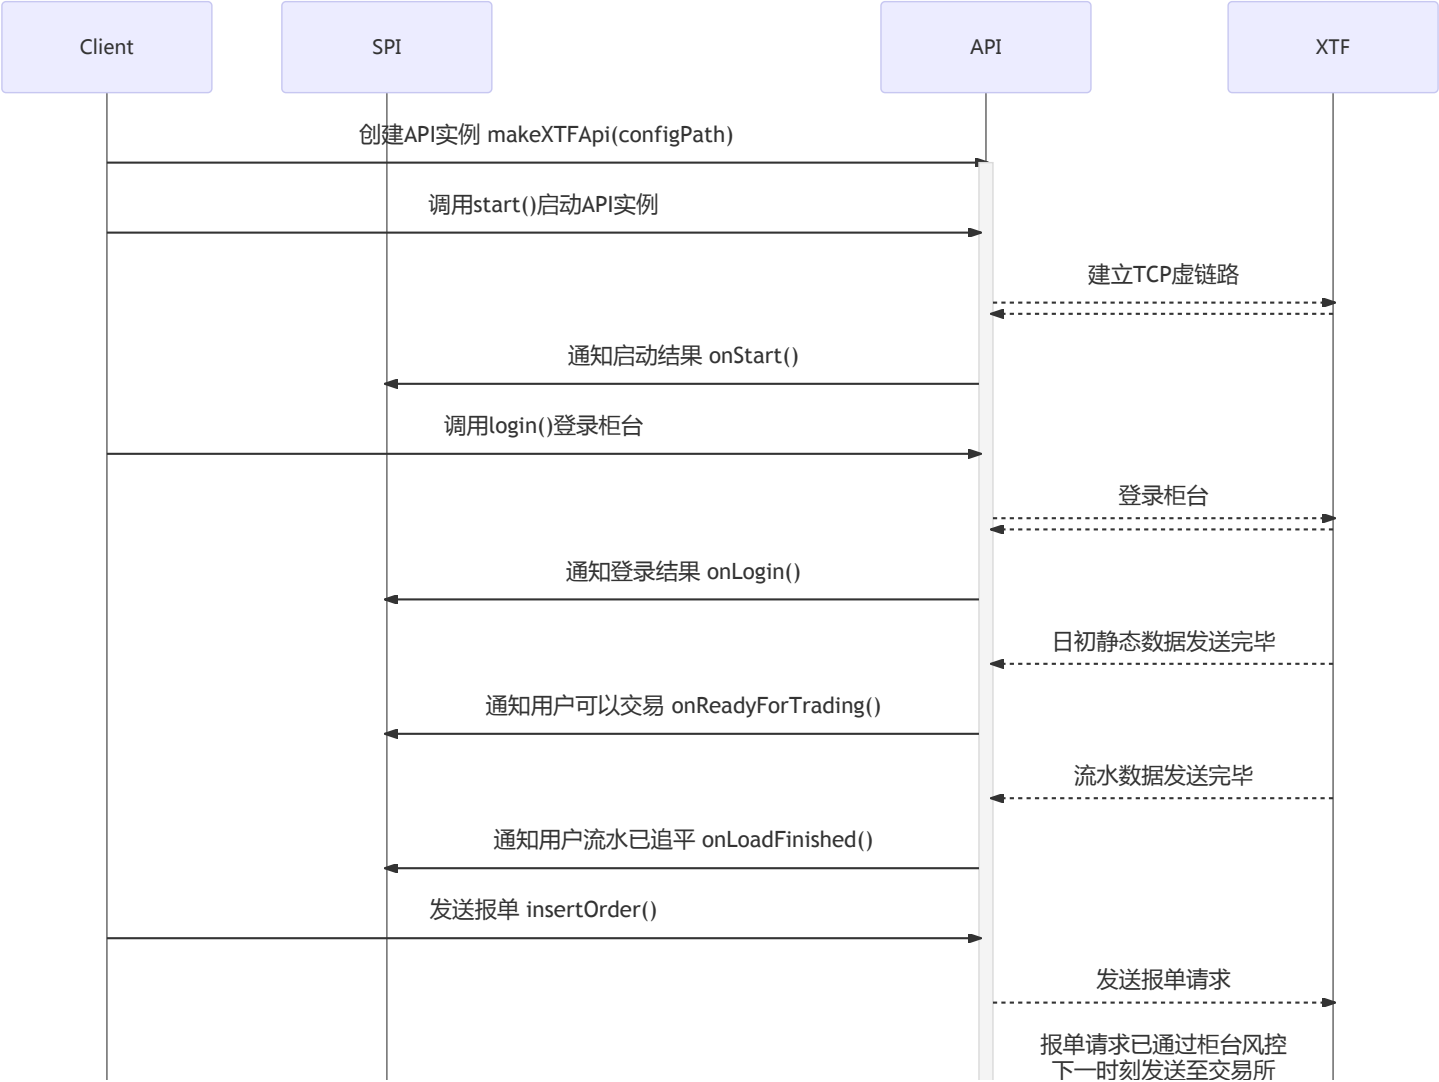 Client
SPI
API
XTF
创建API实例 makeXTFApi(configPath)
调用start()启动API实例
建立TCP虚链路
通知启动结果 onStart()
调用login()登录柜台
登录柜台
通知登录结果 onLogin()
日初静态数据发送完毕
通知用户可以交易 onReadyForTrading()
流水数据发送完毕
通知用户流水已追平 onLoadFinished()
发送报单 insertOrder()
发送报单请求
报单请求已通过柜台风控
下一时刻发送至交易所